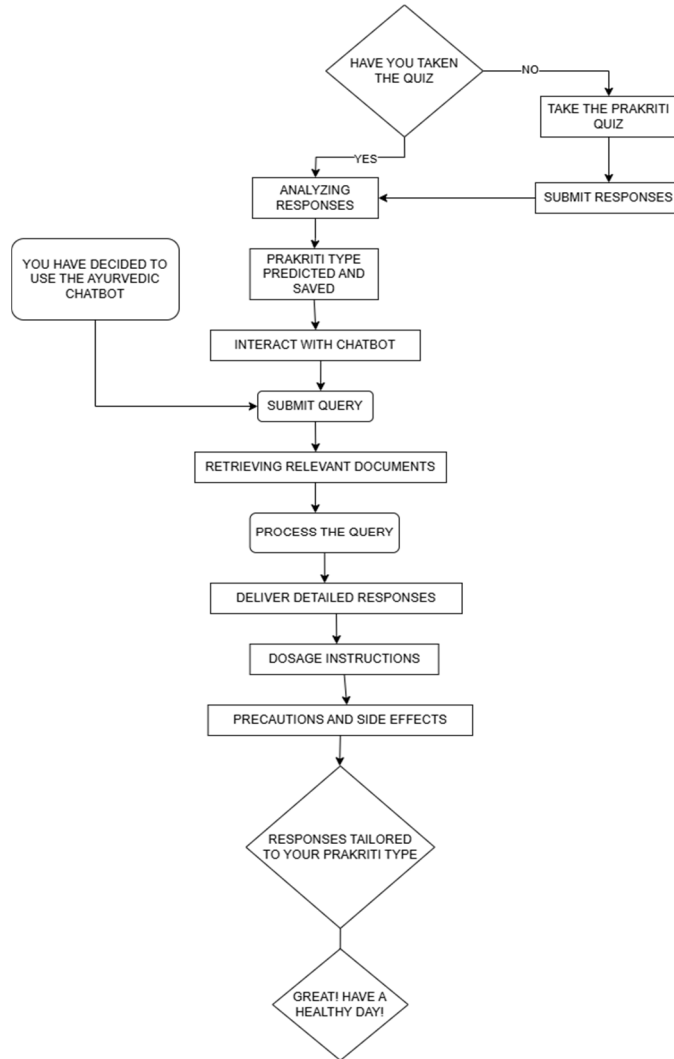 HAVE YOU TAKEN
THE QUIZ
NO
TAKE THE PRAKRITI
QUIZ
YES
ANALYZING
RESPONSES
SUBMIT RESPONSES
YOU HAVE DECIDED TO
USE THE AYURVEDIC
CHATBOT
PRAKRITI TYPE
PREDICTED AND
SAVED
INTERACT WITH CHATBOT
SUBMIT QUERY
RETRIEVING RELEVANT DOCUMENTS
PROCESS THE QUERY
DELIVER DETAILED RESPONSES
DOSAGE INSTRUCTIONS
PRECAUTIONS AND SIDE EFFECTS
RESPONSES TAILORED
TO YOUR PRAKRITI TYPE
GREAT! HAVE A
HEALTHY DAY!